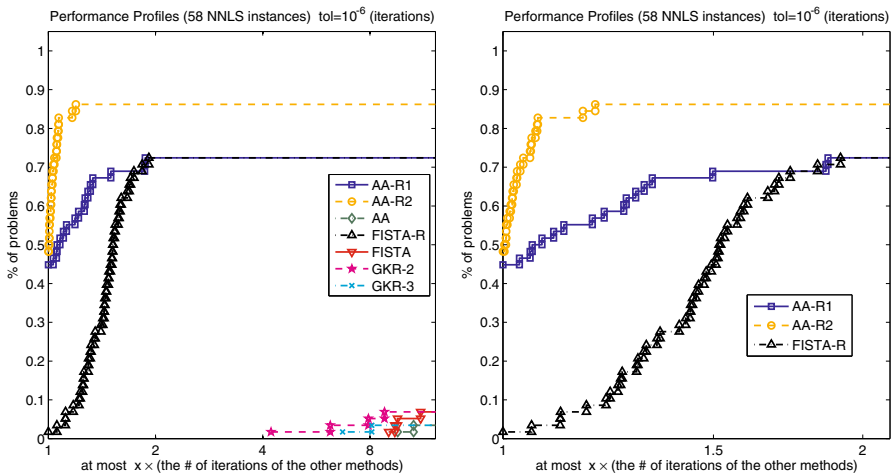 Performance Profiles (58 NNLS instances) tol=10⁻⁶ (iterations)
% of problems
1
0.9
0.8
0.7
0.6
0.5
0.4
0.3
0.2
0.1
0
1
2
8
AA-R1
AA-R2
AA
FISTA-R
FISTA
GKR-2
GKR-3
at most x × (the # of iterations of the other methods)
Performance Profiles (58 NNLS instances) tol=10⁻⁶ (iterations)
% of problems
1
0.9
0.8
0.7
0.6
0.5
0.4
0.3
0.2
0.1
0
1
1.5
2
AA-R1
AA-R2
FISTA-R
at most x × (the # of iterations of the other methods)